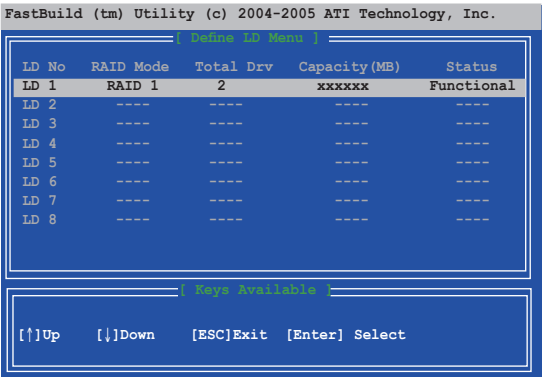 FastBuild (tm) Utility (c) 2004-2005 ATI Technology, Inc.
[ Define LD Menu ]
LD No RAID Mode Total Drv Capacity(MB) Status
LD 1 RAID 1 2 xxxxxx Functional
LD 2 ---- ---- ---- ----
LD 3 ---- ---- ---- ----
LD 4 ---- ---- ---- ----
LD 5 ---- ---- ---- ----
LD 6 ---- ---- ---- ----
LD 7 ---- ---- ---- ----
LD 8 ---- ---- ---- ----
[ Keys Available ]
[↑]Up [↓]Down [ESC]Exit [Enter] Select